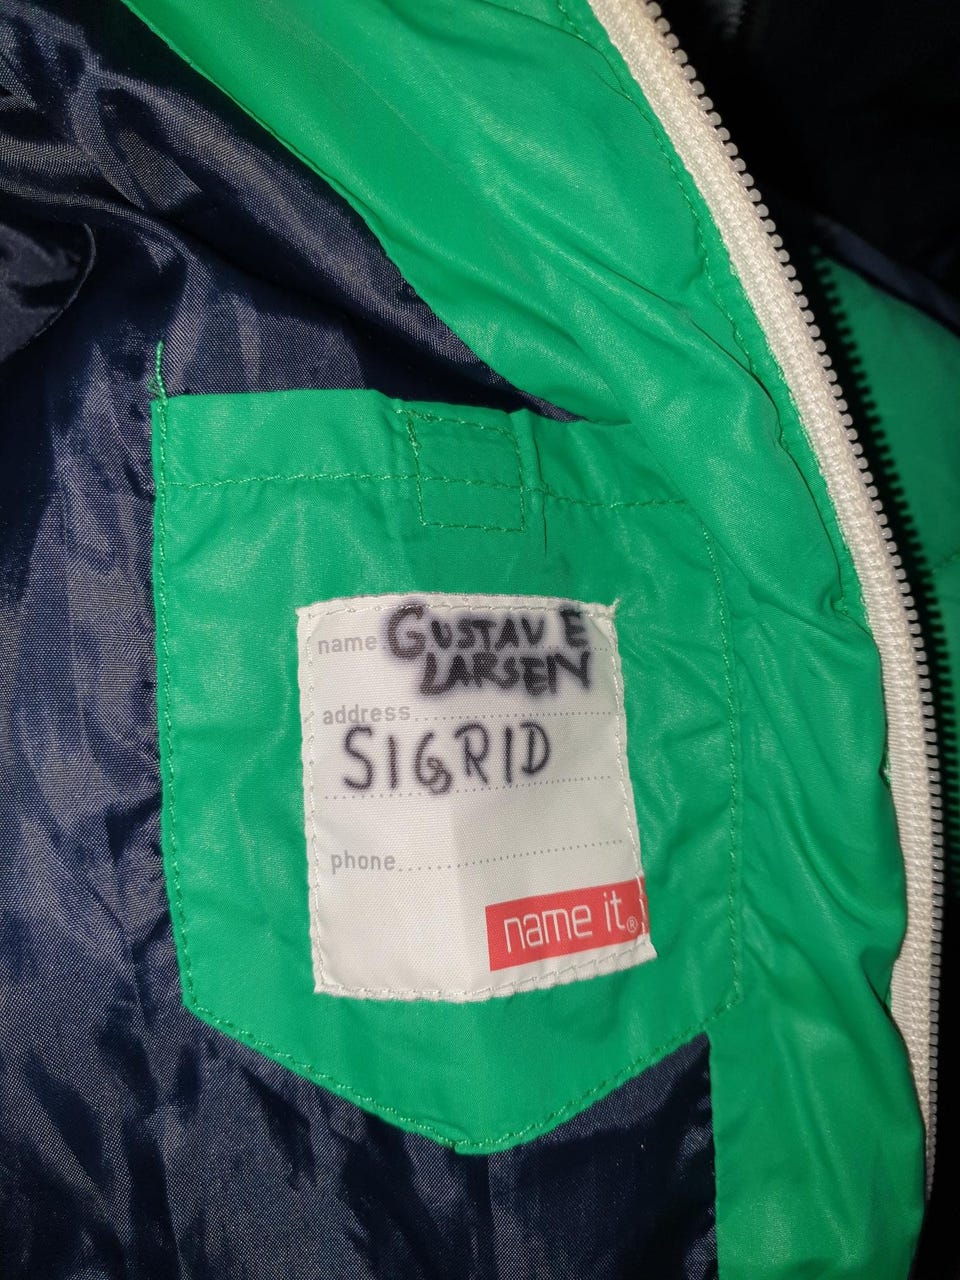 name GUSTAV E
LARSEN
address
SIGRID
phone
name it®